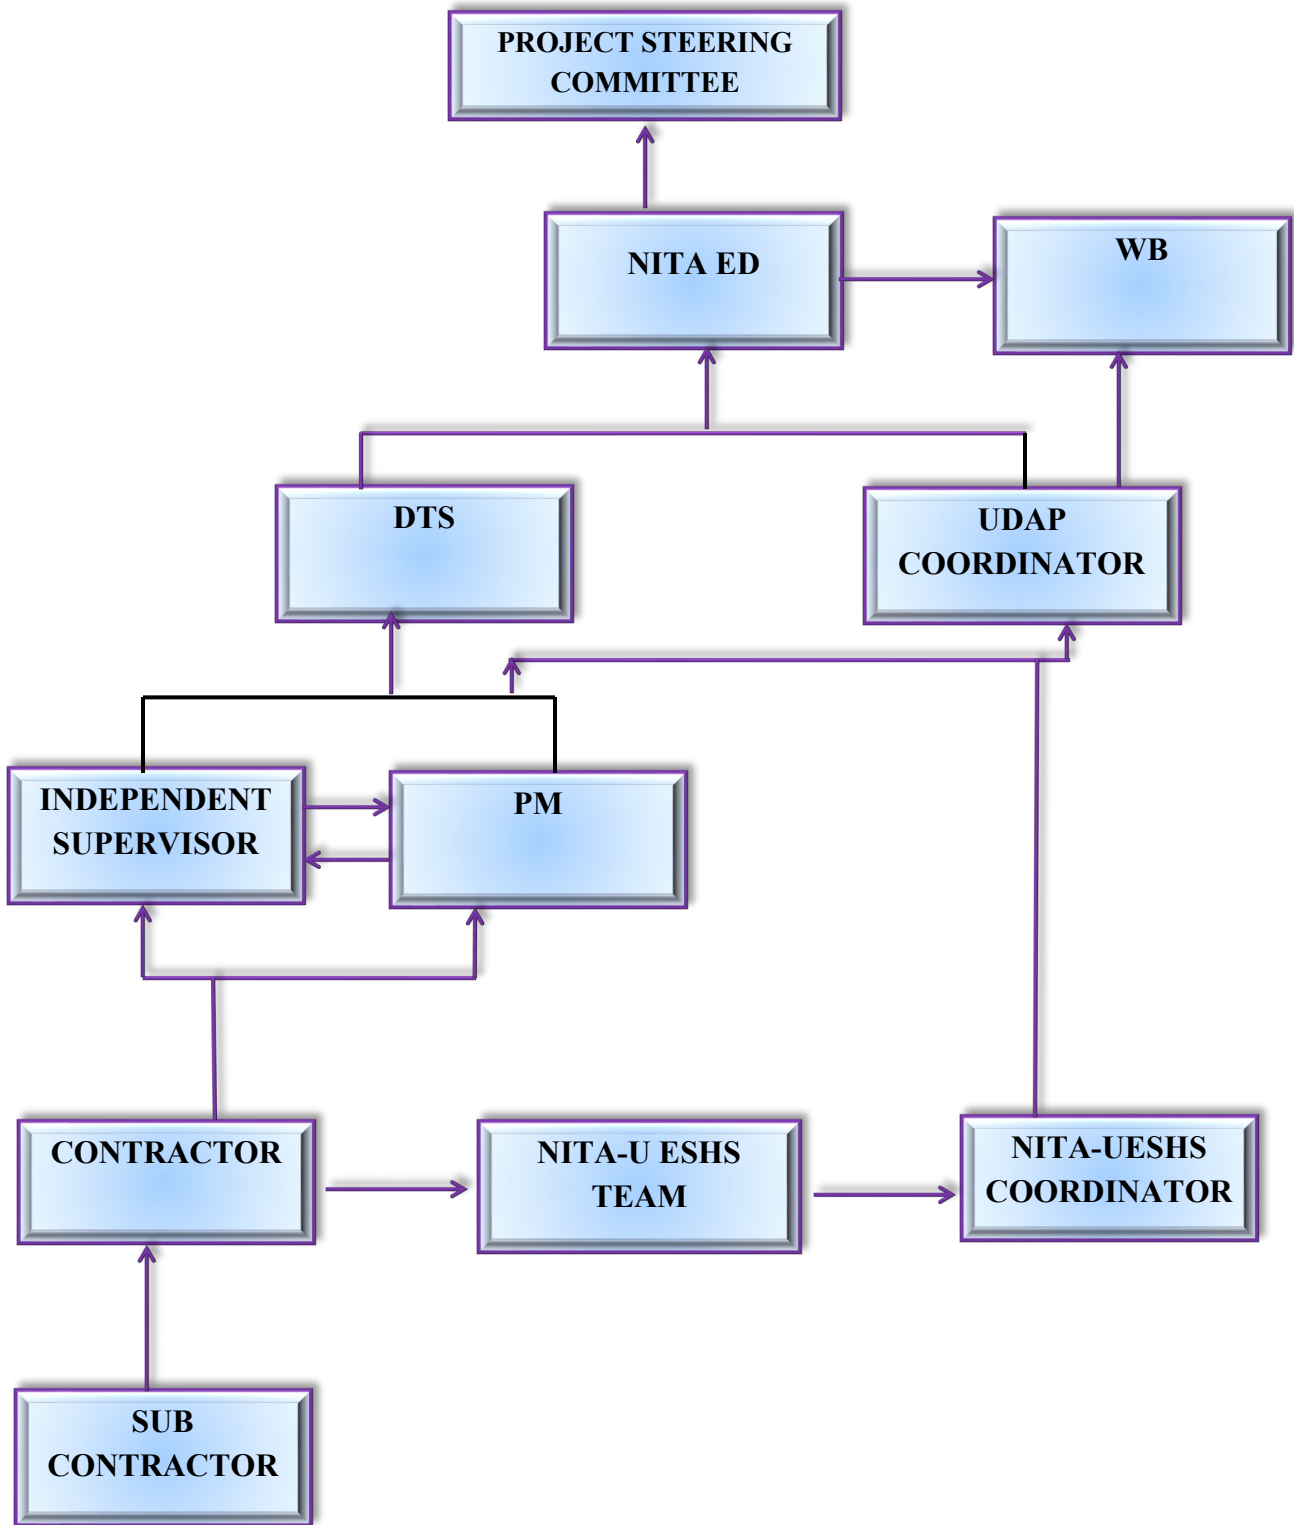 PROJECT STEERING
COMMITTEE
NITA ED
WB
DTS
UDAP
COORDINATOR
INDEPENDENT
SUPERVISOR
PM
CONTRACTOR
NITA-U ESHS
TEAM
NITA-UESHS
COORDINATOR
SUB
CONTRACTOR